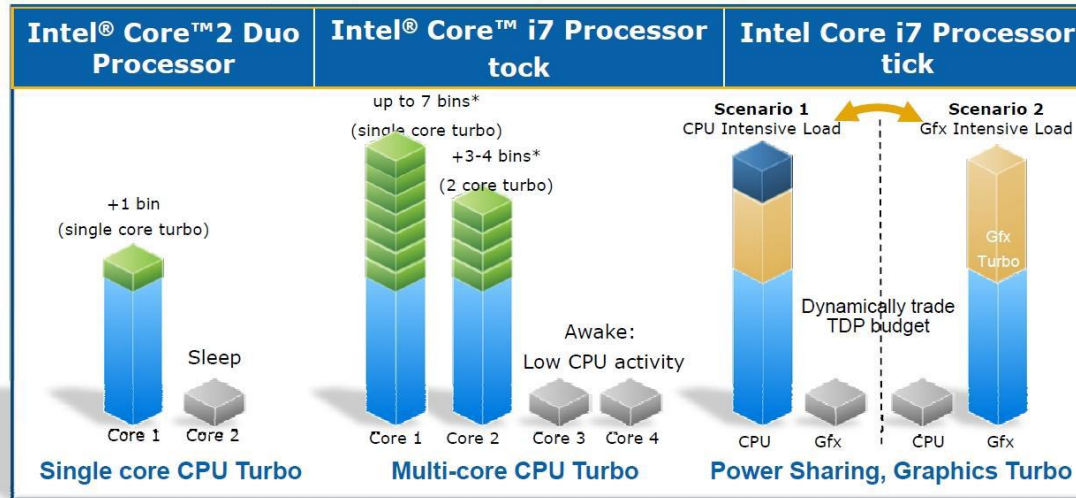 Intel® Core™2 Duo
Processor
Intel® Core™ i7 Processor
tock
Intel Core i7 Processor
tick
up to 7 bins*
(single core turbo)
+3-4 bins*
(2 core turbo)
+1 bin
(single core turbo)
Sleep
Awake:
Low CPU activity
Scenario 1
CPU Intensive Load
Scenario 2
Gfx Intensive Load
Gfx
Turbo
Dynamically trade
TDP budget
Core 1
Core 2
Core 1
Core 2
Core 3
Core 4
CPU
Gfx
CPU
Gfx
Single core CPU Turbo
Multi-core CPU Turbo
Power Sharing, Graphics Turbo